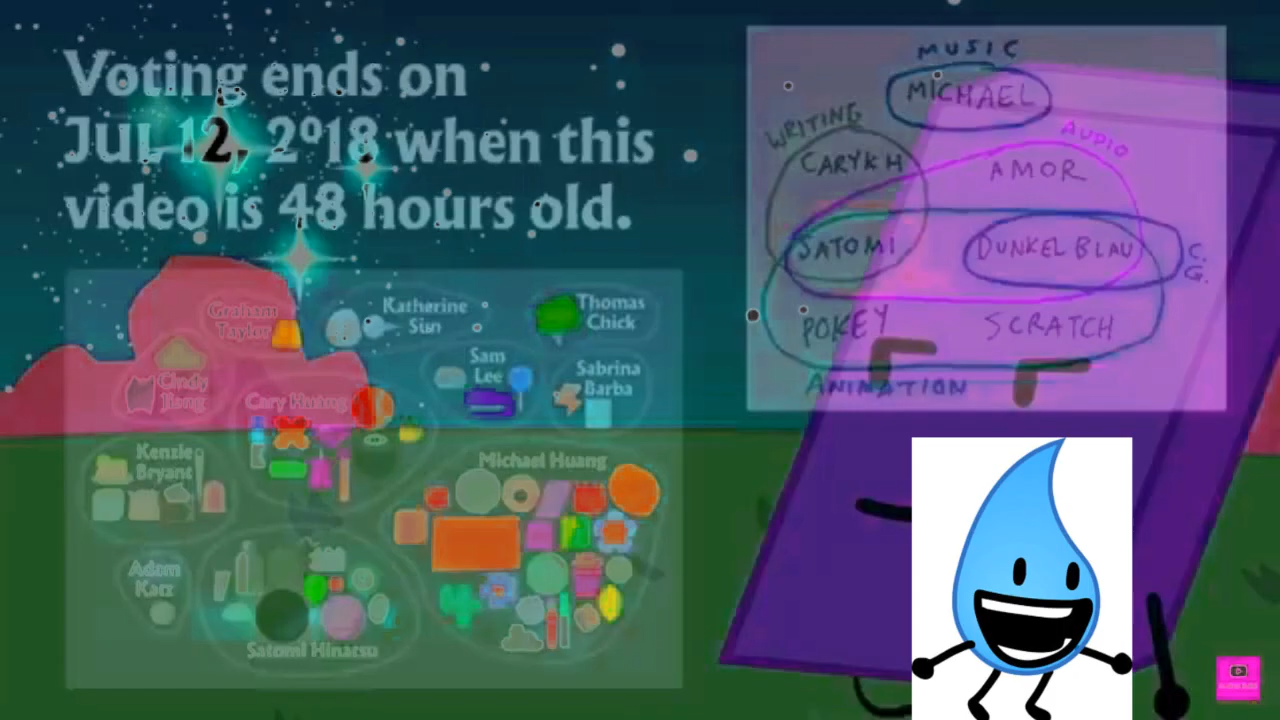 Voting ends on
JUL 12, 2º18 when this
video is 48 hours old.
MUSIC
MICHAEL
WRITING
AUDIO
CARYKH
AMOR
SATOMI
DUNKEL BLAU
C.
G.
POKEY
SCRATCH
ANIMATION
Graham
Taylor
Katherine
Sun
Thomas
Chick
Cindy
Jiang
Cary Huang
Sam
Lee
Sabrina
Barba
Kenzie
Bryant
Michael Huang
Adam
Katz
Satomi Hinatsu